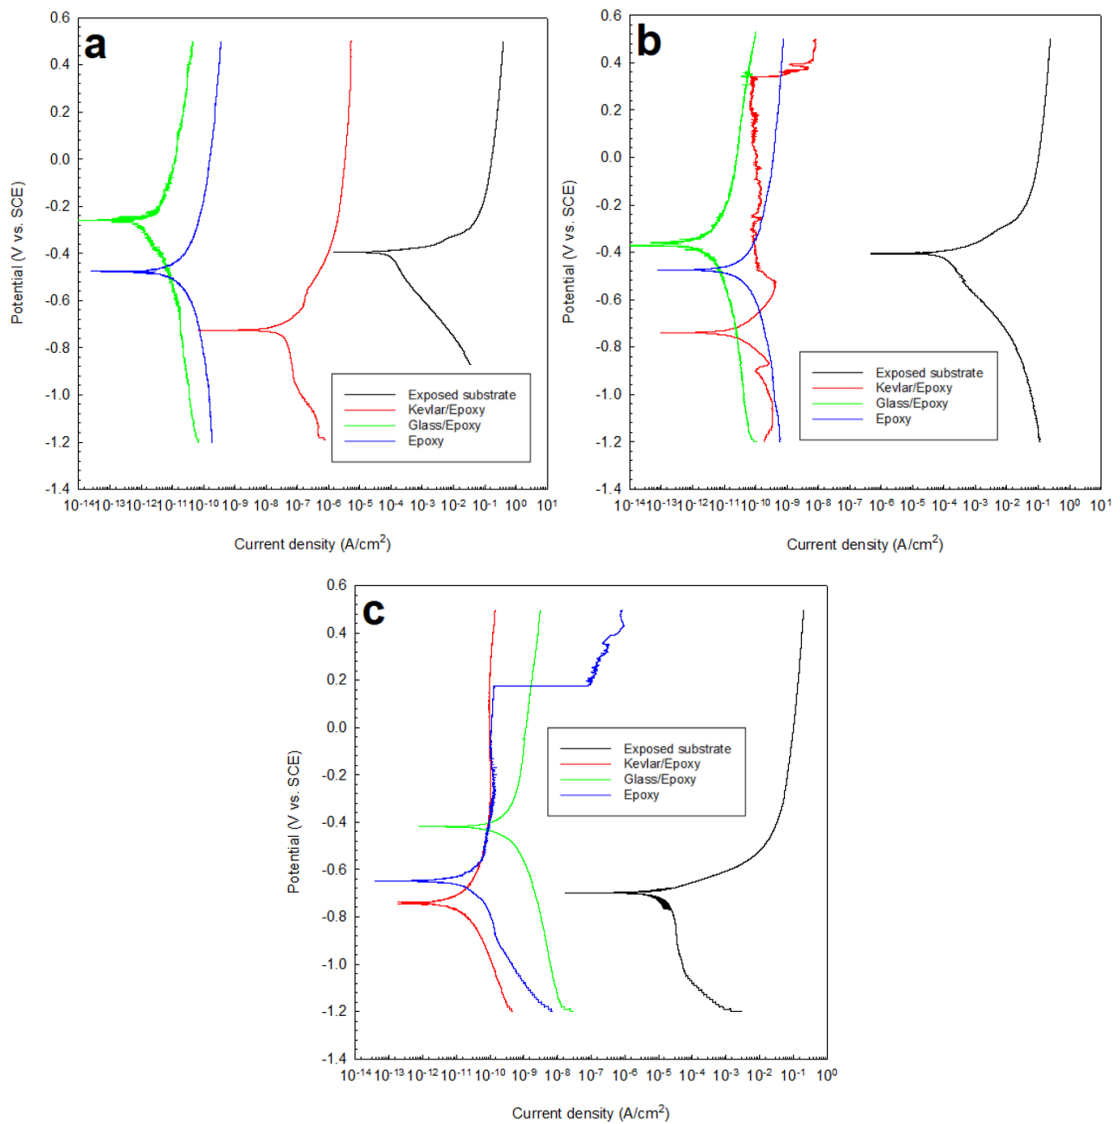 a
0.6
0.4
0.2
0.0
-0.2
-0.4
-0.6
-0.8
-1.0
-1.2
-1.4
Potential (V vs. SCE)
Exposed substrate
Kevlar/Epoxy
Glass/Epoxy
Epoxy
10⁻¹⁴ 10⁻¹³ 10⁻¹² 10⁻¹¹ 10⁻¹⁰ 10⁻⁹ 10⁻⁸ 10⁻⁷ 10⁻⁶ 10⁻⁵ 10⁻⁴ 10⁻³ 10⁻² 10⁻¹ 10⁰ 10¹
Current density (A/cm²)
b
0.6
0.4
0.2
0.0
-0.2
-0.4
-0.6
-0.8
-1.0
-1.2
-1.4
Potential (V vs. SCE)
Exposed substrate
Kevlar/Epoxy
Glass/Epoxy
Epoxy
10⁻¹⁴ 10⁻¹³ 10⁻¹² 10⁻¹¹ 10⁻¹⁰ 10⁻⁹ 10⁻⁸ 10⁻⁷ 10⁻⁶ 10⁻⁵ 10⁻⁴ 10⁻³ 10⁻² 10⁻¹ 10⁰ 10¹
Current density (A/cm²)
c
0.6
0.4
0.2
0.0
-0.2
-0.4
-0.6
-0.8
-1.0
-1.2
-1.4
Potential (V vs. SCE)
Exposed substrate
Kevlar/Epoxy
Glass/Epoxy
Epoxy
10⁻¹⁴ 10⁻¹³ 10⁻¹² 10⁻¹¹ 10⁻¹⁰ 10⁻⁹ 10⁻⁸ 10⁻⁷ 10⁻⁶ 10⁻⁵ 10⁻⁴ 10⁻³ 10⁻² 10⁻¹ 10⁰
Current density (A/cm²)